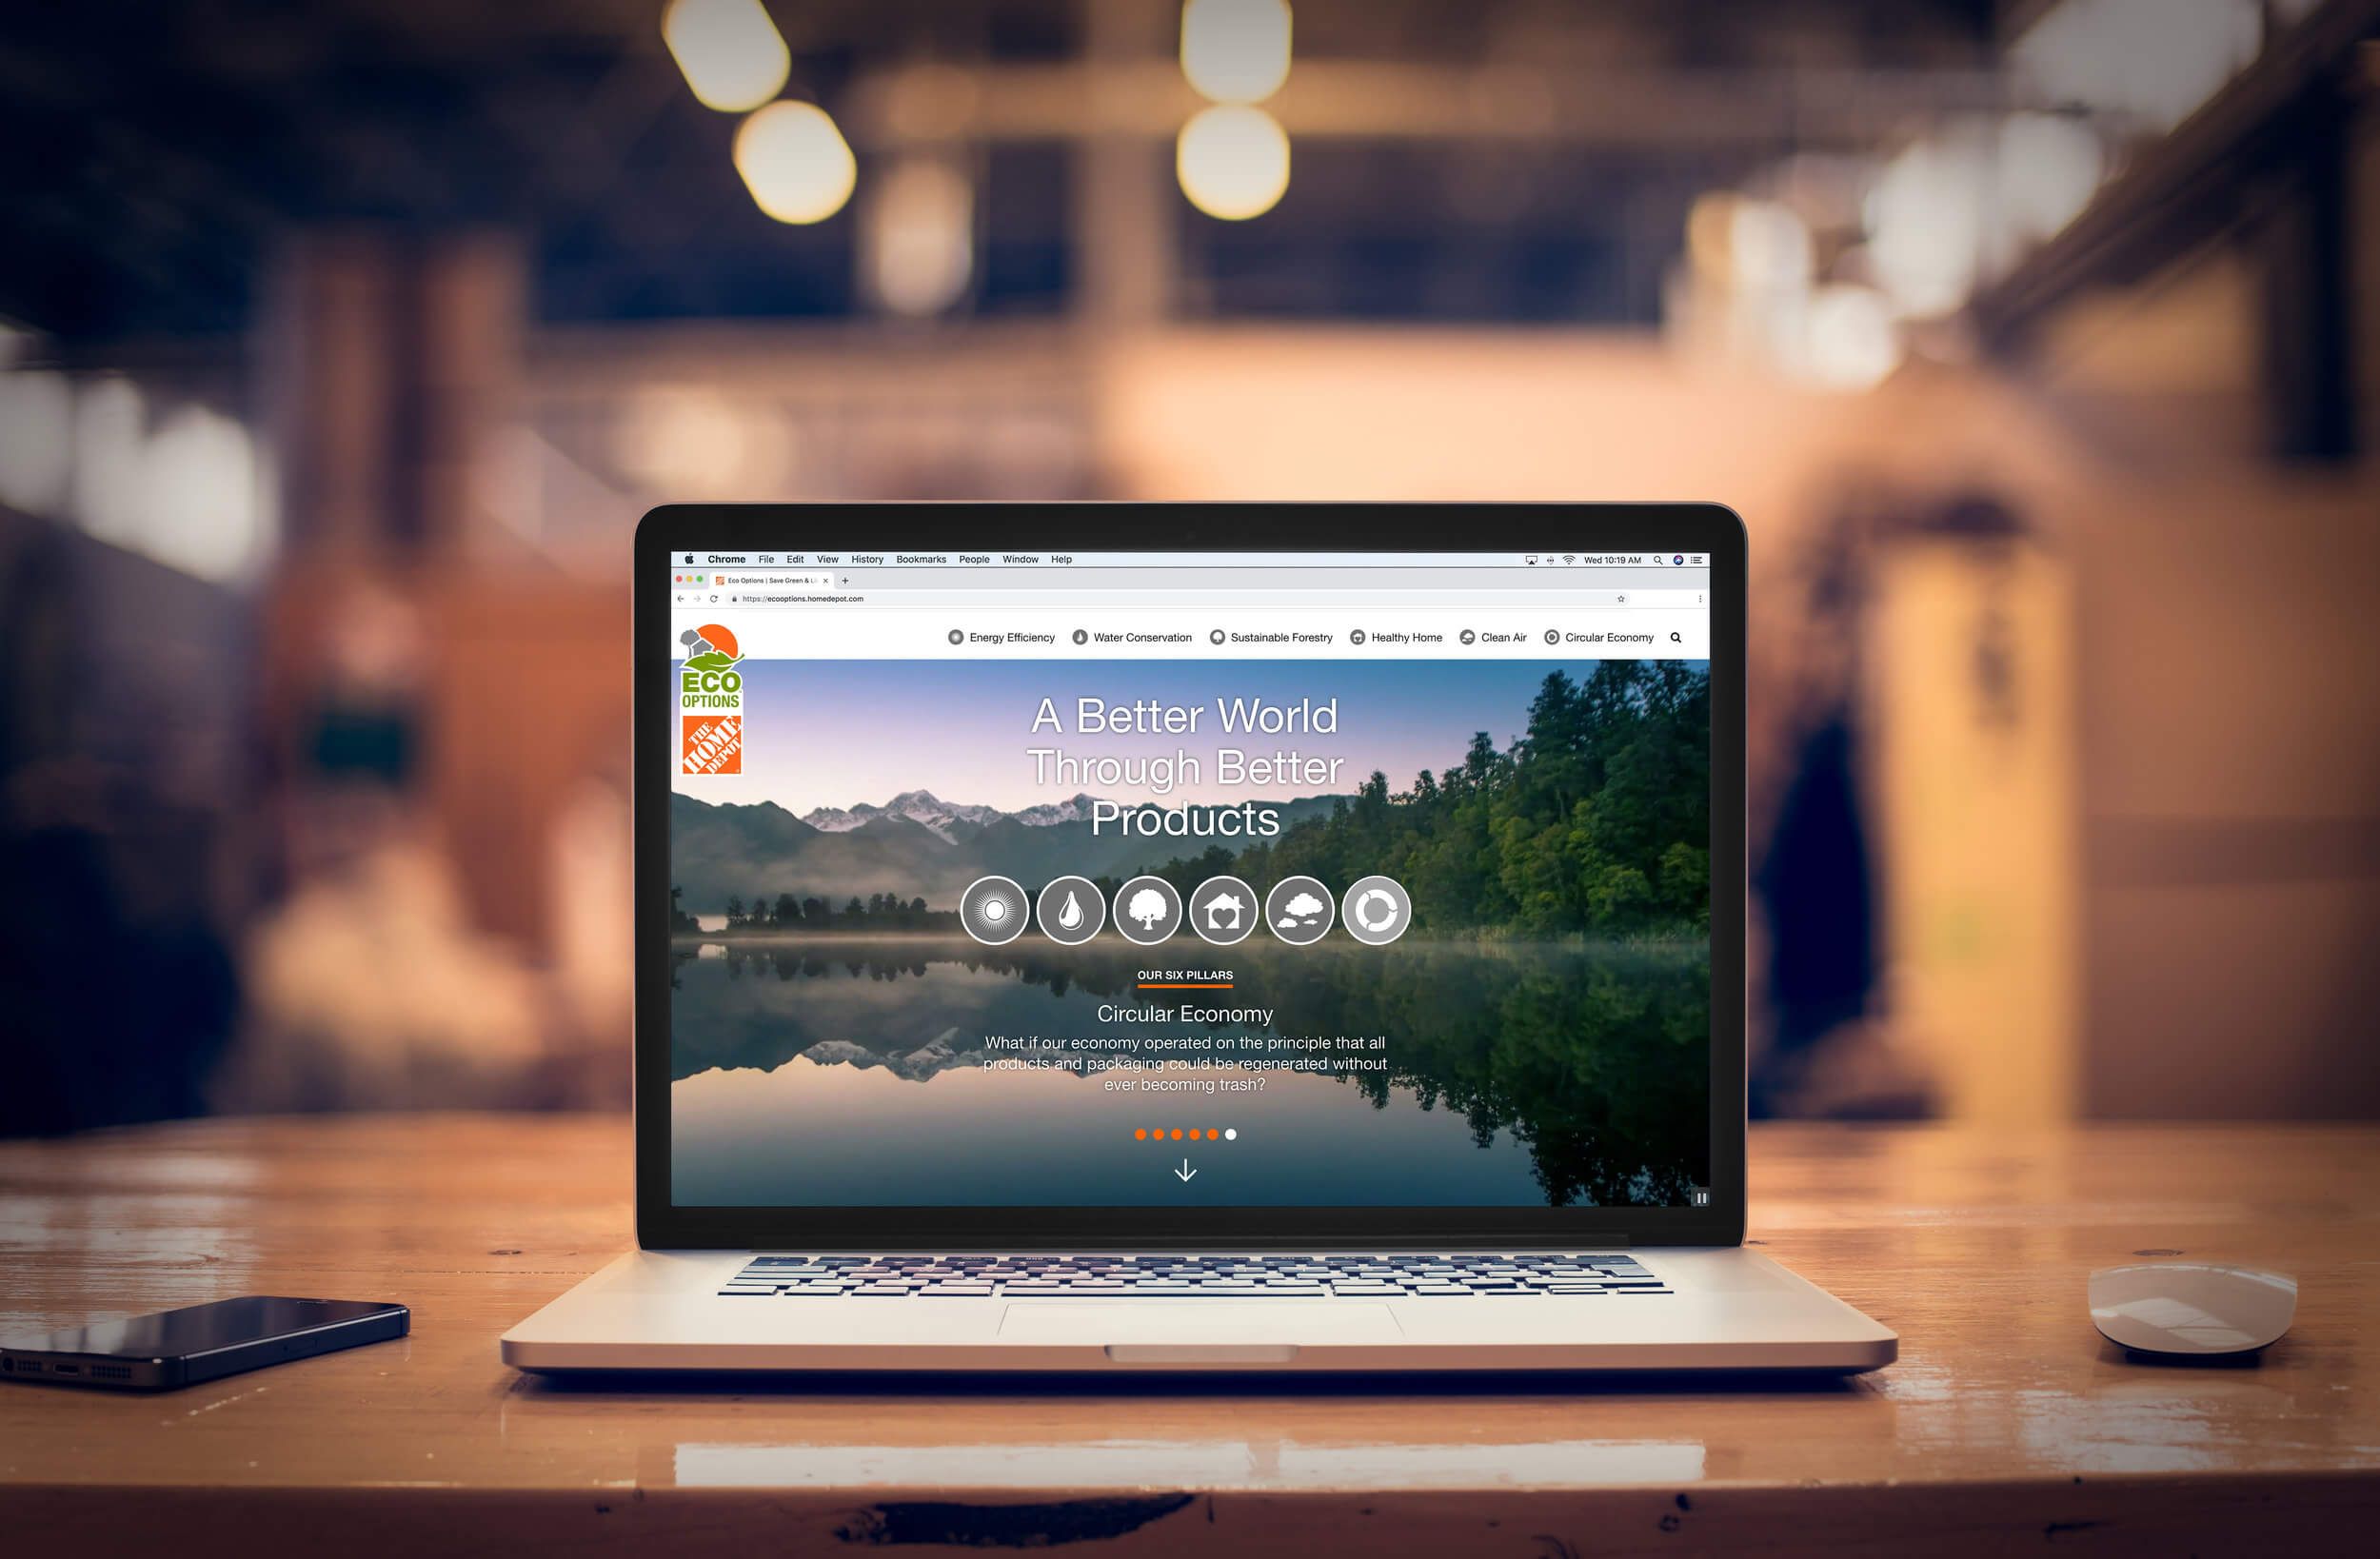 Chrome File Edit View History Bookmarks People Window Help Wed 10:19 AM
Eco Options | Save Green & Li
https://ecooptions.homedepot.com
Energy Efficiency Water Conservation Sustainable Forestry Healthy Home Clean Air Circular Economy
ECO
OPTIONS
THE
HOME
DEPOT
A Better World
Through Better
Products
OUR SIX PILLARS
Circular Economy
What if our economy operated on the principle that all
products and packaging could be regenerated without
ever becoming trash?